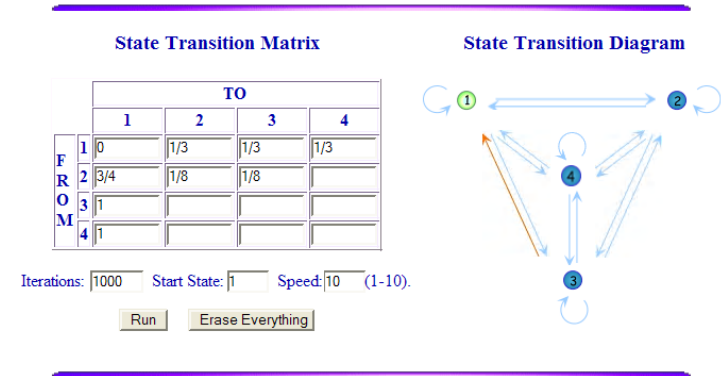 State Transition Matrix
State Transition Diagram
TO
1 2 3 4
FROM
1 0 1/3 1/3 1/3
2 3/4 1/8 1/8
3 1
4 1
Iterations: 1000 Start State: 1 Speed: 10 (1-10).
Run Erase Everything
1
2
4
3